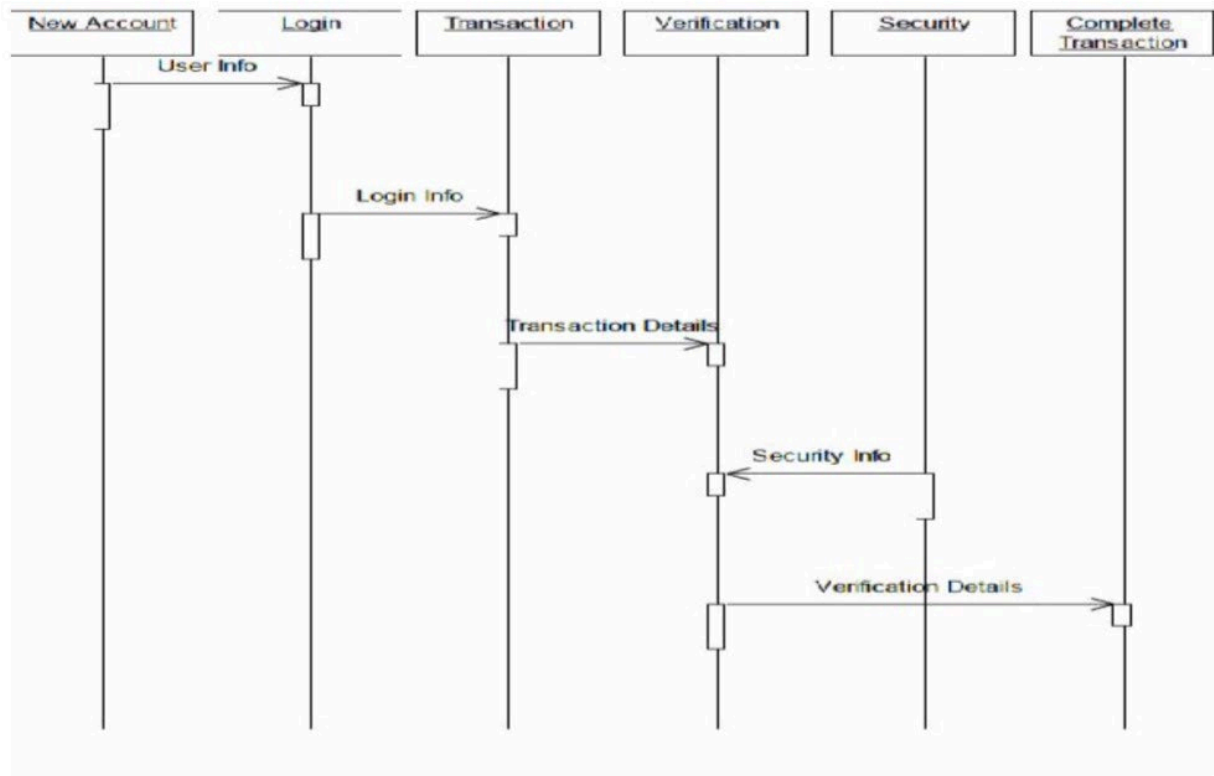 New Account
Login
Transaction
Verification
Security
Complete
Transaction
User Info
Login Info
Transaction Details
Security Info
Verification Details